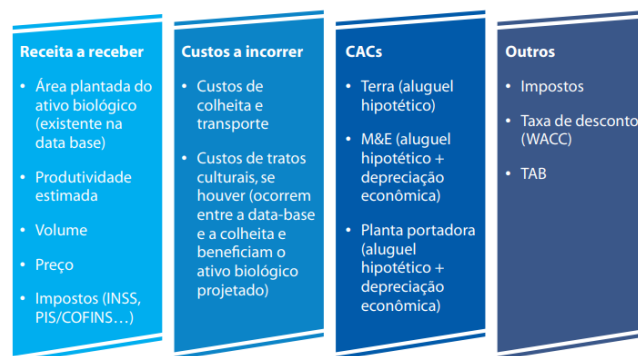 Receita a receber
• Área plantada do
ativo biológico
(existente na
data base)
• Produtividade
estimada
• Volume
• Preço
• Impostos (INSS,
PIS/COFINS…)
Custos a incorrer
• Custos de
colheita e
transporte
• Custos de tratos
culturais, se
houver (ocorrem
entre a data-base
e a colheita e
beneficiam o
ativo biológico
projetado)
CACs
• Terra (aluguel
hipotético)
• M&E (aluguel
hipotético +
depreciação
econômica)
• Planta portadora
(aluguel
hipotético +
depreciação
econômica)
Outros
• Impostos
• Taxa de desconto
(WACC)
• TAB